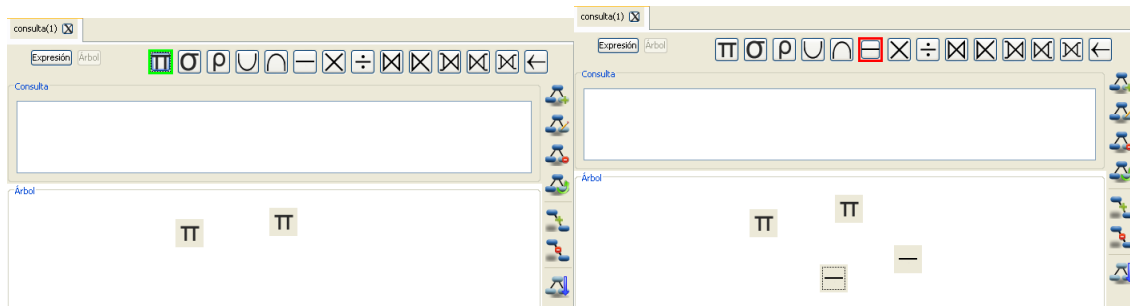 consulta(1)
Expresión Árbol π σ ρ ∪ ∩ − × ÷ ⋈ ⋉ ⟕ ⟖ ⟗ ←
Consulta
Árbol
π π
consulta(1)
Expresión Árbol π σ ρ ∪ ∩ − × ÷ ⋈ ⋉ ⟕ ⟖ ⟗ ←
Consulta
Árbol
π π
−
−